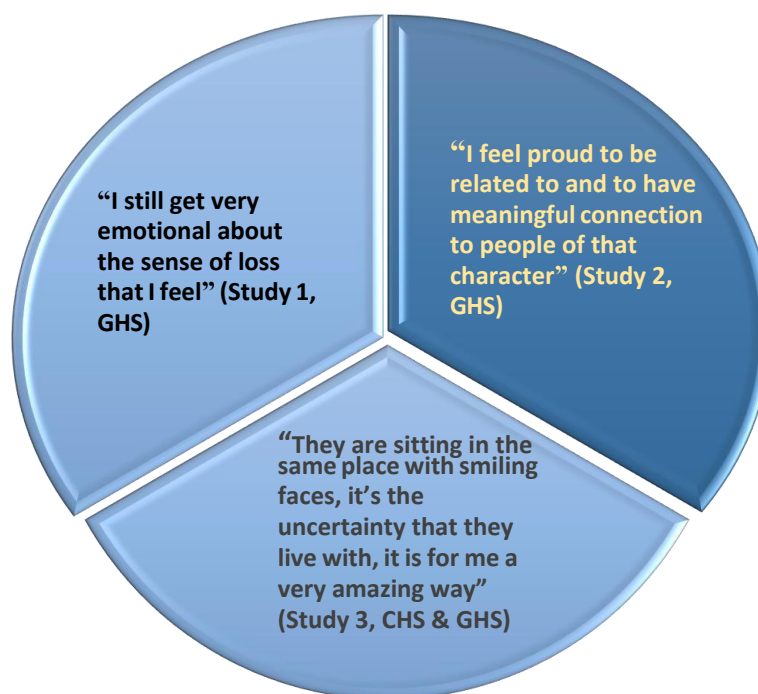 “I still get very
emotional about
the sense of loss
that I feel” (Study 1,
GHS)
“I feel proud to be
related to and to have
meaningful connection
to people of that
character” (Study 2,
GHS)
“They are sitting in the
same place with smiling
faces, it’s the
uncertainty that they
live with, it is for me a
very amazing way”
(Study 3, CHS & GHS)